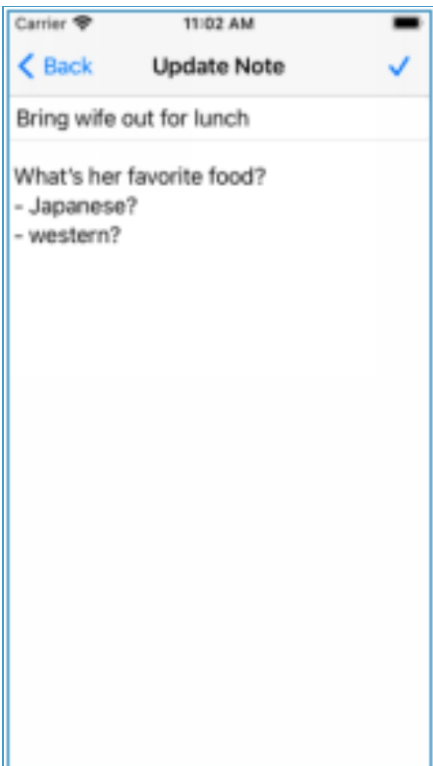 Carrier 11:02 AM
Back Update Note
Bring wife out for lunch
What's her favorite food?
- Japanese?
- western?